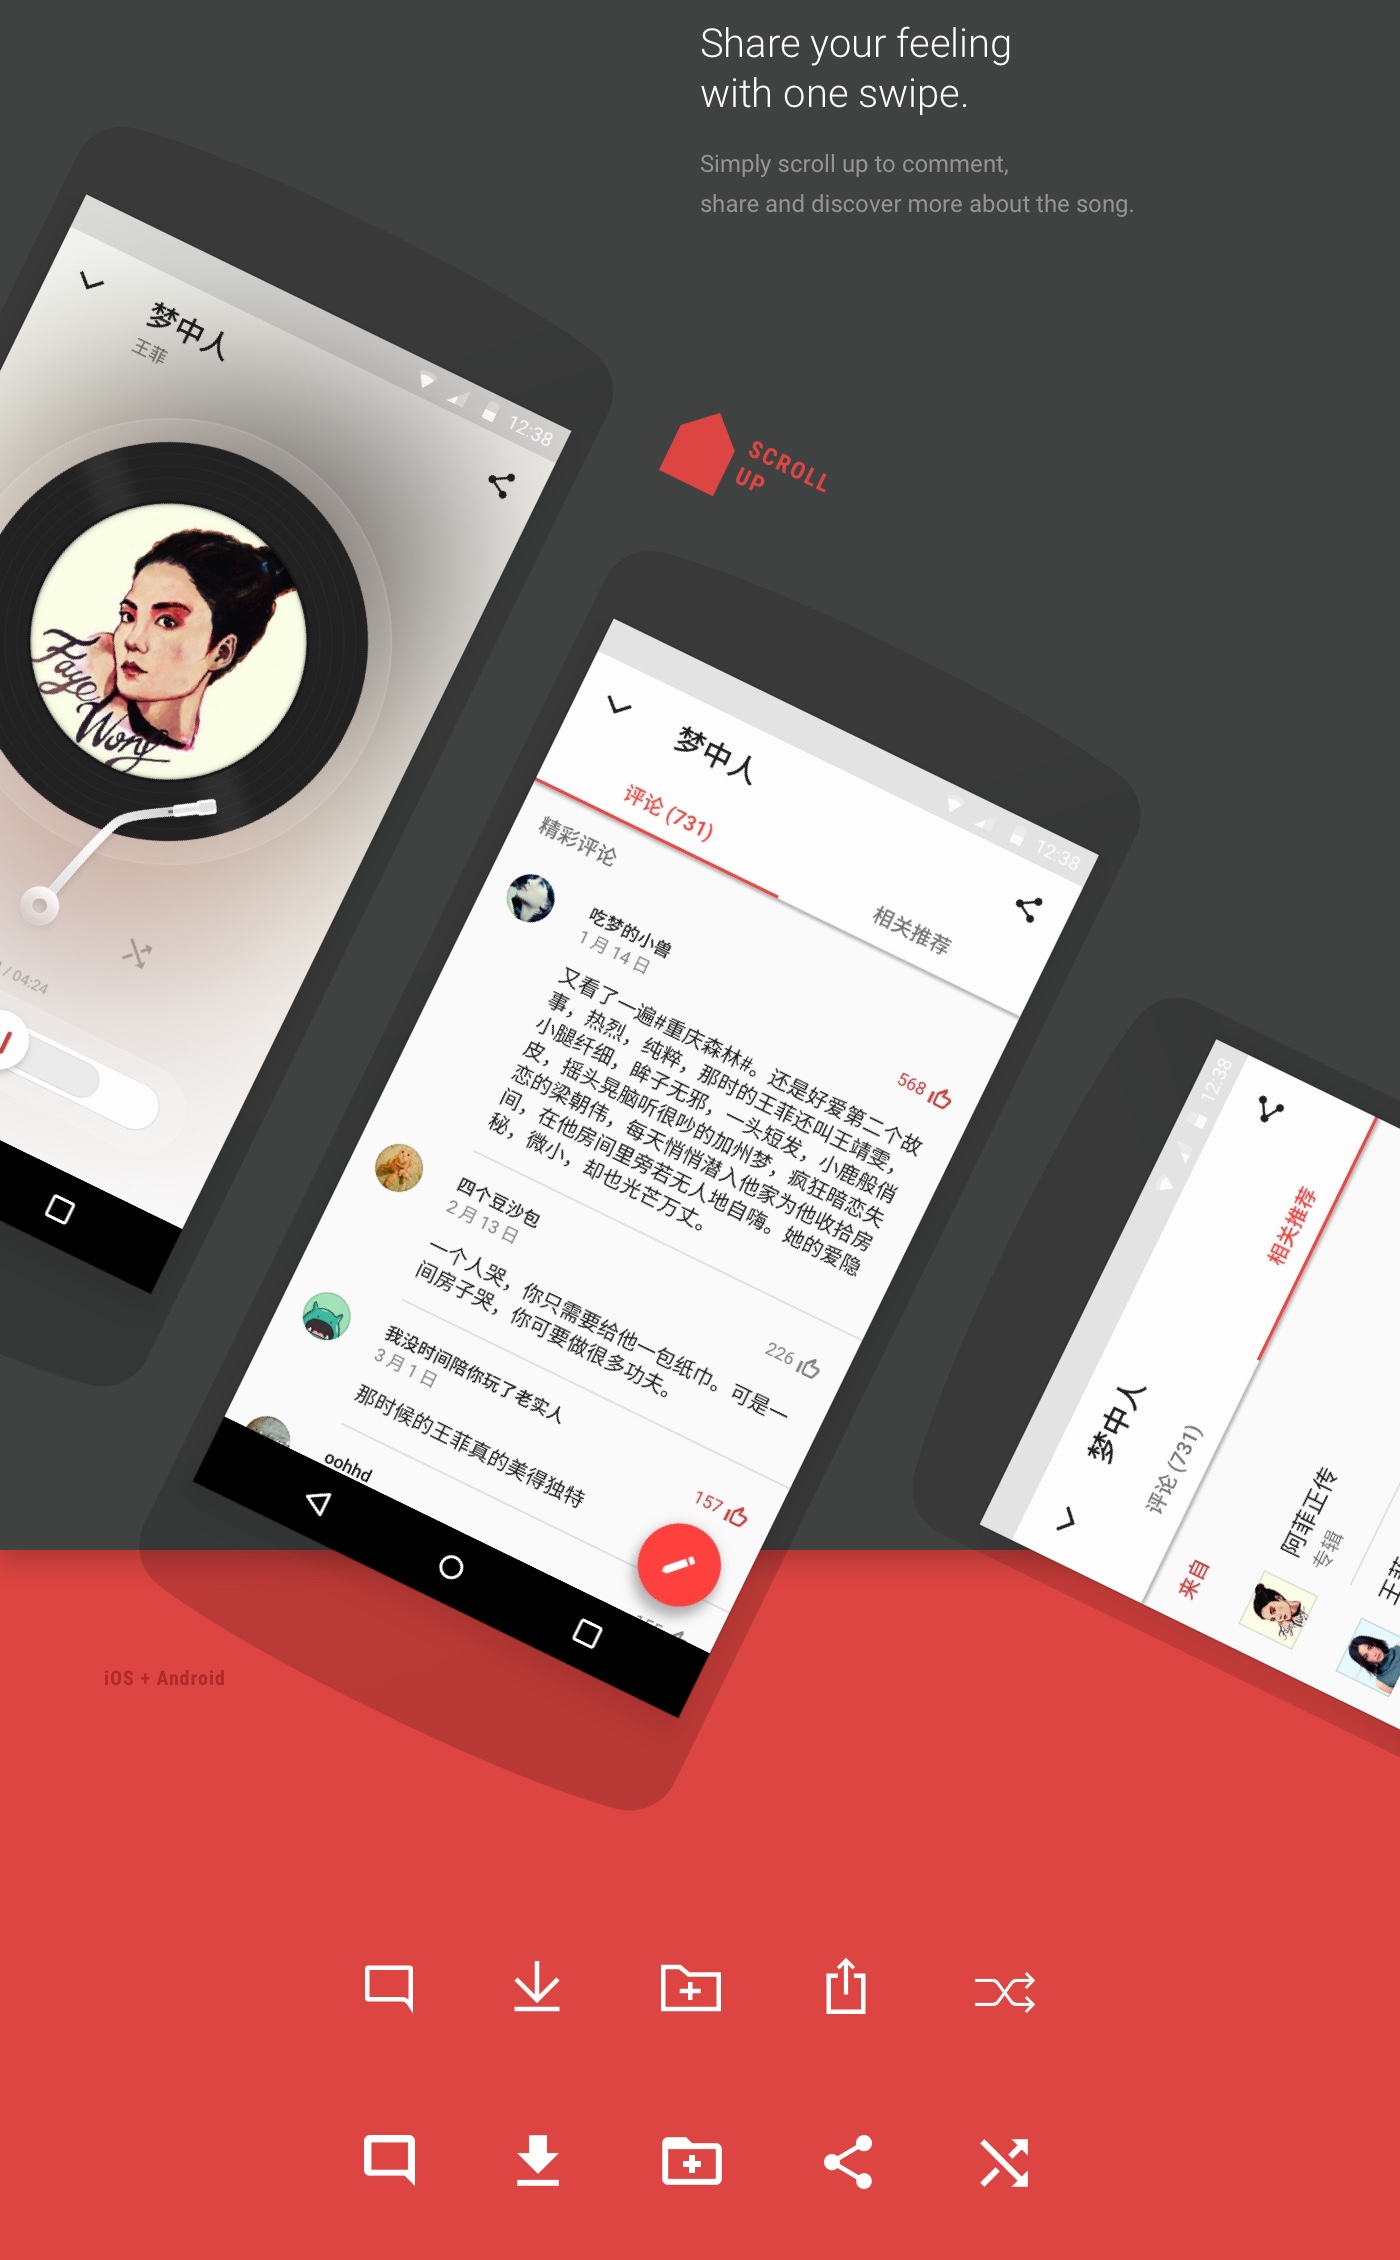 Share your feeling
with one swipe.
Simply scroll up to comment,
share and discover more about the song.
12:38
梦中人
王菲
Faye
Wong
/ 04:24
SCROLL
UP
12:38
梦中人
评论 (731)
相关推荐
精彩评论
吃梦的小兽
1 月 14 日
568
又看了一遍#重庆森林#。还是好爱第二个故
事，热烈，纯粹，那时的王菲还叫王靖雯，
小腿纤细，眸子无邪，一头短发，小鹿般俏
皮，摇头晃脑听很吵的加州梦，疯狂暗恋失
恋的梁朝伟，每天悄悄潜入他家为他收拾房
间，在他房间里旁若无人地自嗨。她的爱隐
秘，微小，却也光芒万丈。
四个豆沙包
2 月 13 日
226
一个人哭，你只需要给他一包纸巾。可是一
间房子哭，你可要做很多功夫。
我没时间陪你玩了老实人
3 月 1 日
157
那时候的王菲真的美得独特
oohhd
12:38
梦中人
评论 (731)
相关推荐
来自
阿菲正传
专辑
iOS + Android